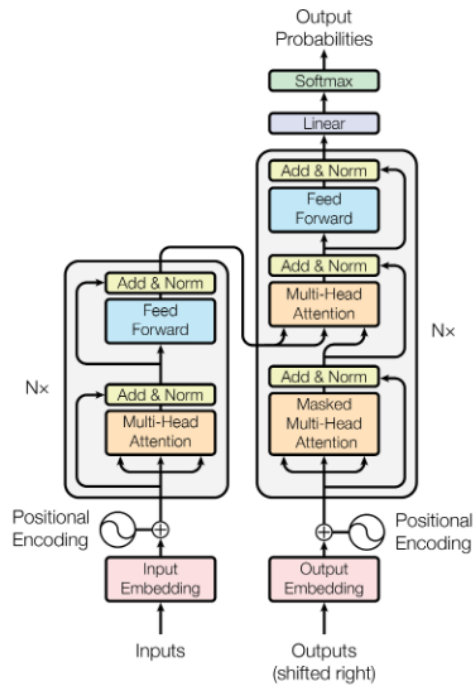 Output
Probabilities
Softmax
Linear
Add & Norm
Feed
Forward
Add & Norm
Multi-Head
Attention
Nx
Add & Norm
Masked
Multi-Head
Attention
Add & Norm
Feed
Forward
Nx
Add & Norm
Multi-Head
Attention
Positional
Encoding
Positional
Encoding
Input
Embedding
Output
Embedding
Inputs
Outputs
(shifted right)